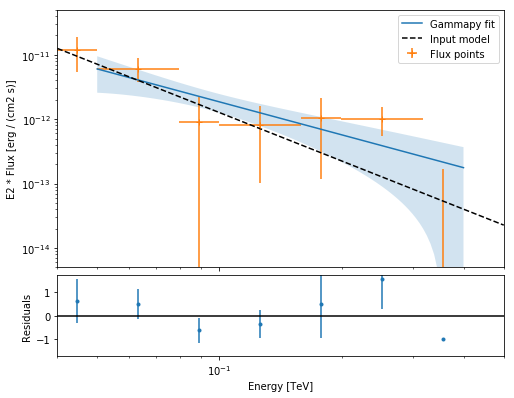 Gammapy fit
Input model
Flux points
E2 * Flux [erg / (cm2 s)]
10⁻¹¹
10⁻¹²
10⁻¹³
10⁻¹⁴
Residuals
1
0
−1
10⁻¹
Energy [TeV]